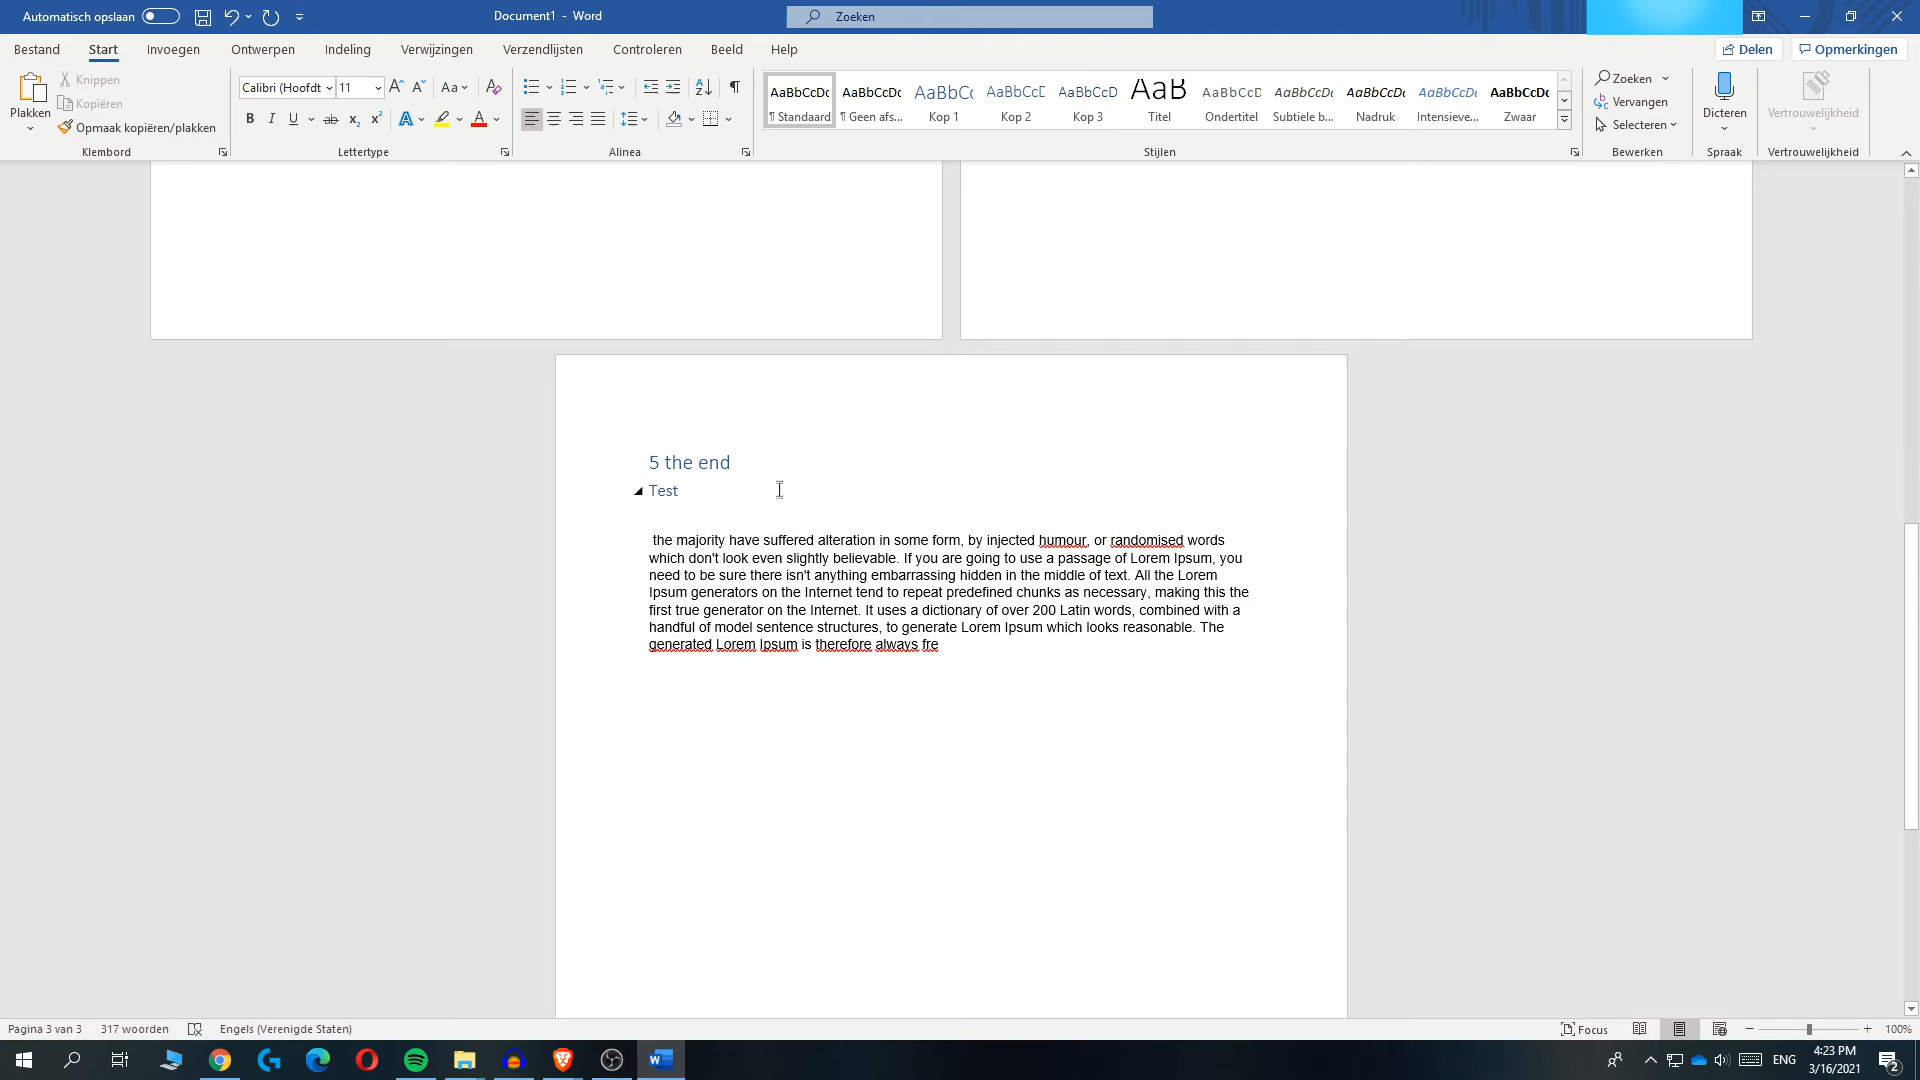 Automatisch opslaan
Document1 - Word
Zoeken
Bestand Start Invoegen Ontwerpen Indeling Verwijzingen Verzendlijsten Controleren Beeld Help
Delen Opmerkingen
Plakken
Knippen
Kopiëren
Opmaak kopiëren/plakken
Klembord
Calibri (Hoofdt 11
Lettertype
Alinea
AaBbCcDc AaBbCcDc AaBbCc AaBbCcD AaBbCcD AaB AaBbCcD AaBbCcDc AaBbCcDc AaBbCcDc AaBbCcDc
¶ Standaard ¶ Geen afs... Kop 1 Kop 2 Kop 3 Titel Ondertitel Subtiele b... Nadruk Intensieve... Zwaar
Stijlen
Zoeken
Vervangen
Selecteren
Bewerken
Dicteren
Spraak
Vertrouwelijkheid
Vertrouwelijkheid
5 the end
Test
the majority have suffered alteration in some form, by injected humour, or randomised words
which don't look even slightly believable. If you are going to use a passage of Lorem Ipsum, you
need to be sure there isn't anything embarrassing hidden in the middle of text. All the Lorem
Ipsum generators on the Internet tend to repeat predefined chunks as necessary, making this the
first true generator on the Internet. It uses a dictionary of over 200 Latin words, combined with a
handful of model sentence structures, to generate Lorem Ipsum which looks reasonable. The
generated Lorem Ipsum is therefore always fre
Pagina 3 van 3 317 woorden Engels (Verenigde Staten)
Focus
100%
ENG
4:23 PM
3/16/2021
2